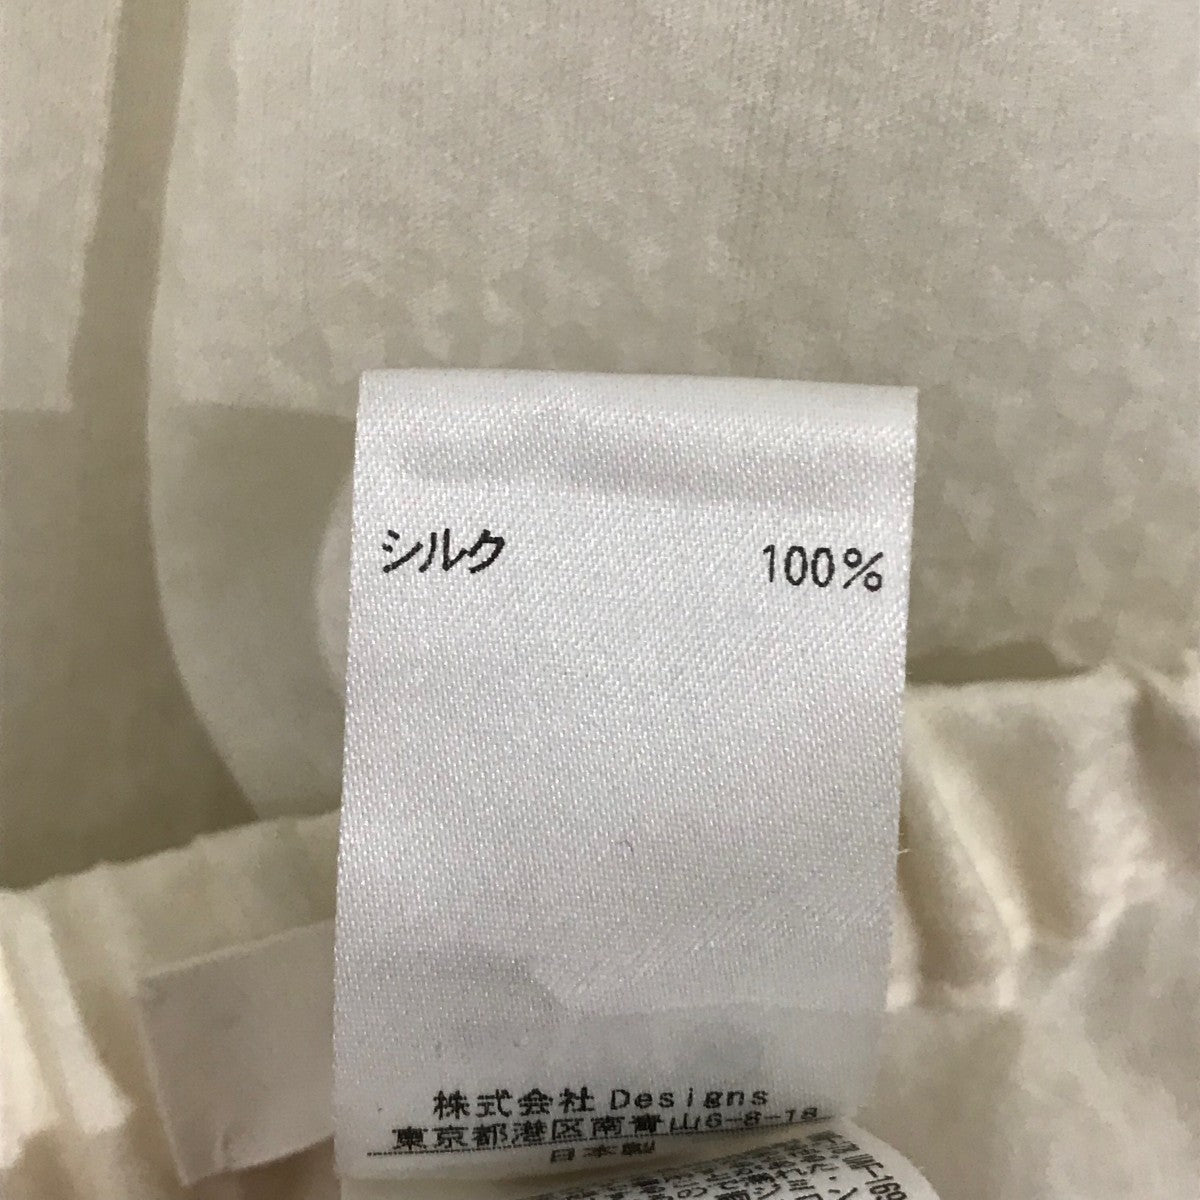 シルク 100%
株式会社 Designs
東京都港区南青山6-8-18
日本製